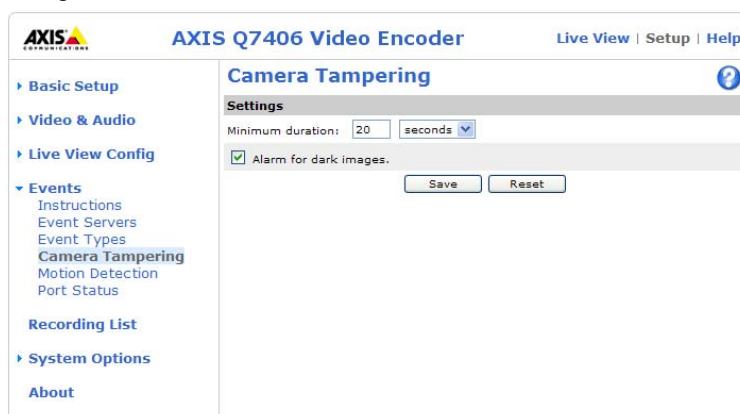 AXIS
COMMUNICATIONS
AXIS Q7406 Video Encoder
Live View | Setup | Help
Basic Setup
Video & Audio
Live View Config
Events
Instructions
Event Servers
Event Types
Camera Tampering
Motion Detection
Port Status
Recording List
System Options
About
Camera Tampering
?
Settings
Minimum duration: 20 seconds
Alarm for dark images.
Save Reset